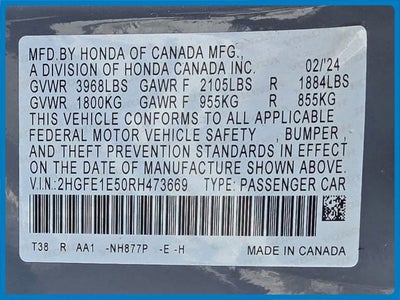 MFD.BY HONDA OF CANADA MFG.,
A DIVISION OF HONDA CANADA INC. 02/'24
GVWR 3968LBS GAWR F 2105LBS R 1884LBS
GVWR 1800KG GAWR F 955KG R 855KG
THIS VEHICLE CONFORMS TO ALL APPLICABLE
FEDERAL MOTOR VEHICLE SAFETY , BUMPER ,
AND THEFT PREVENTION STANDARDS IN EFFECT
ON THE DATE OF MANUFACTURE SHOWN ABOVE.
V.I.N:2HGFE1E50RH473669 TYPE: PASSENGER CAR
T38 R AA1 -NH877P -E -H MADE IN CANADA